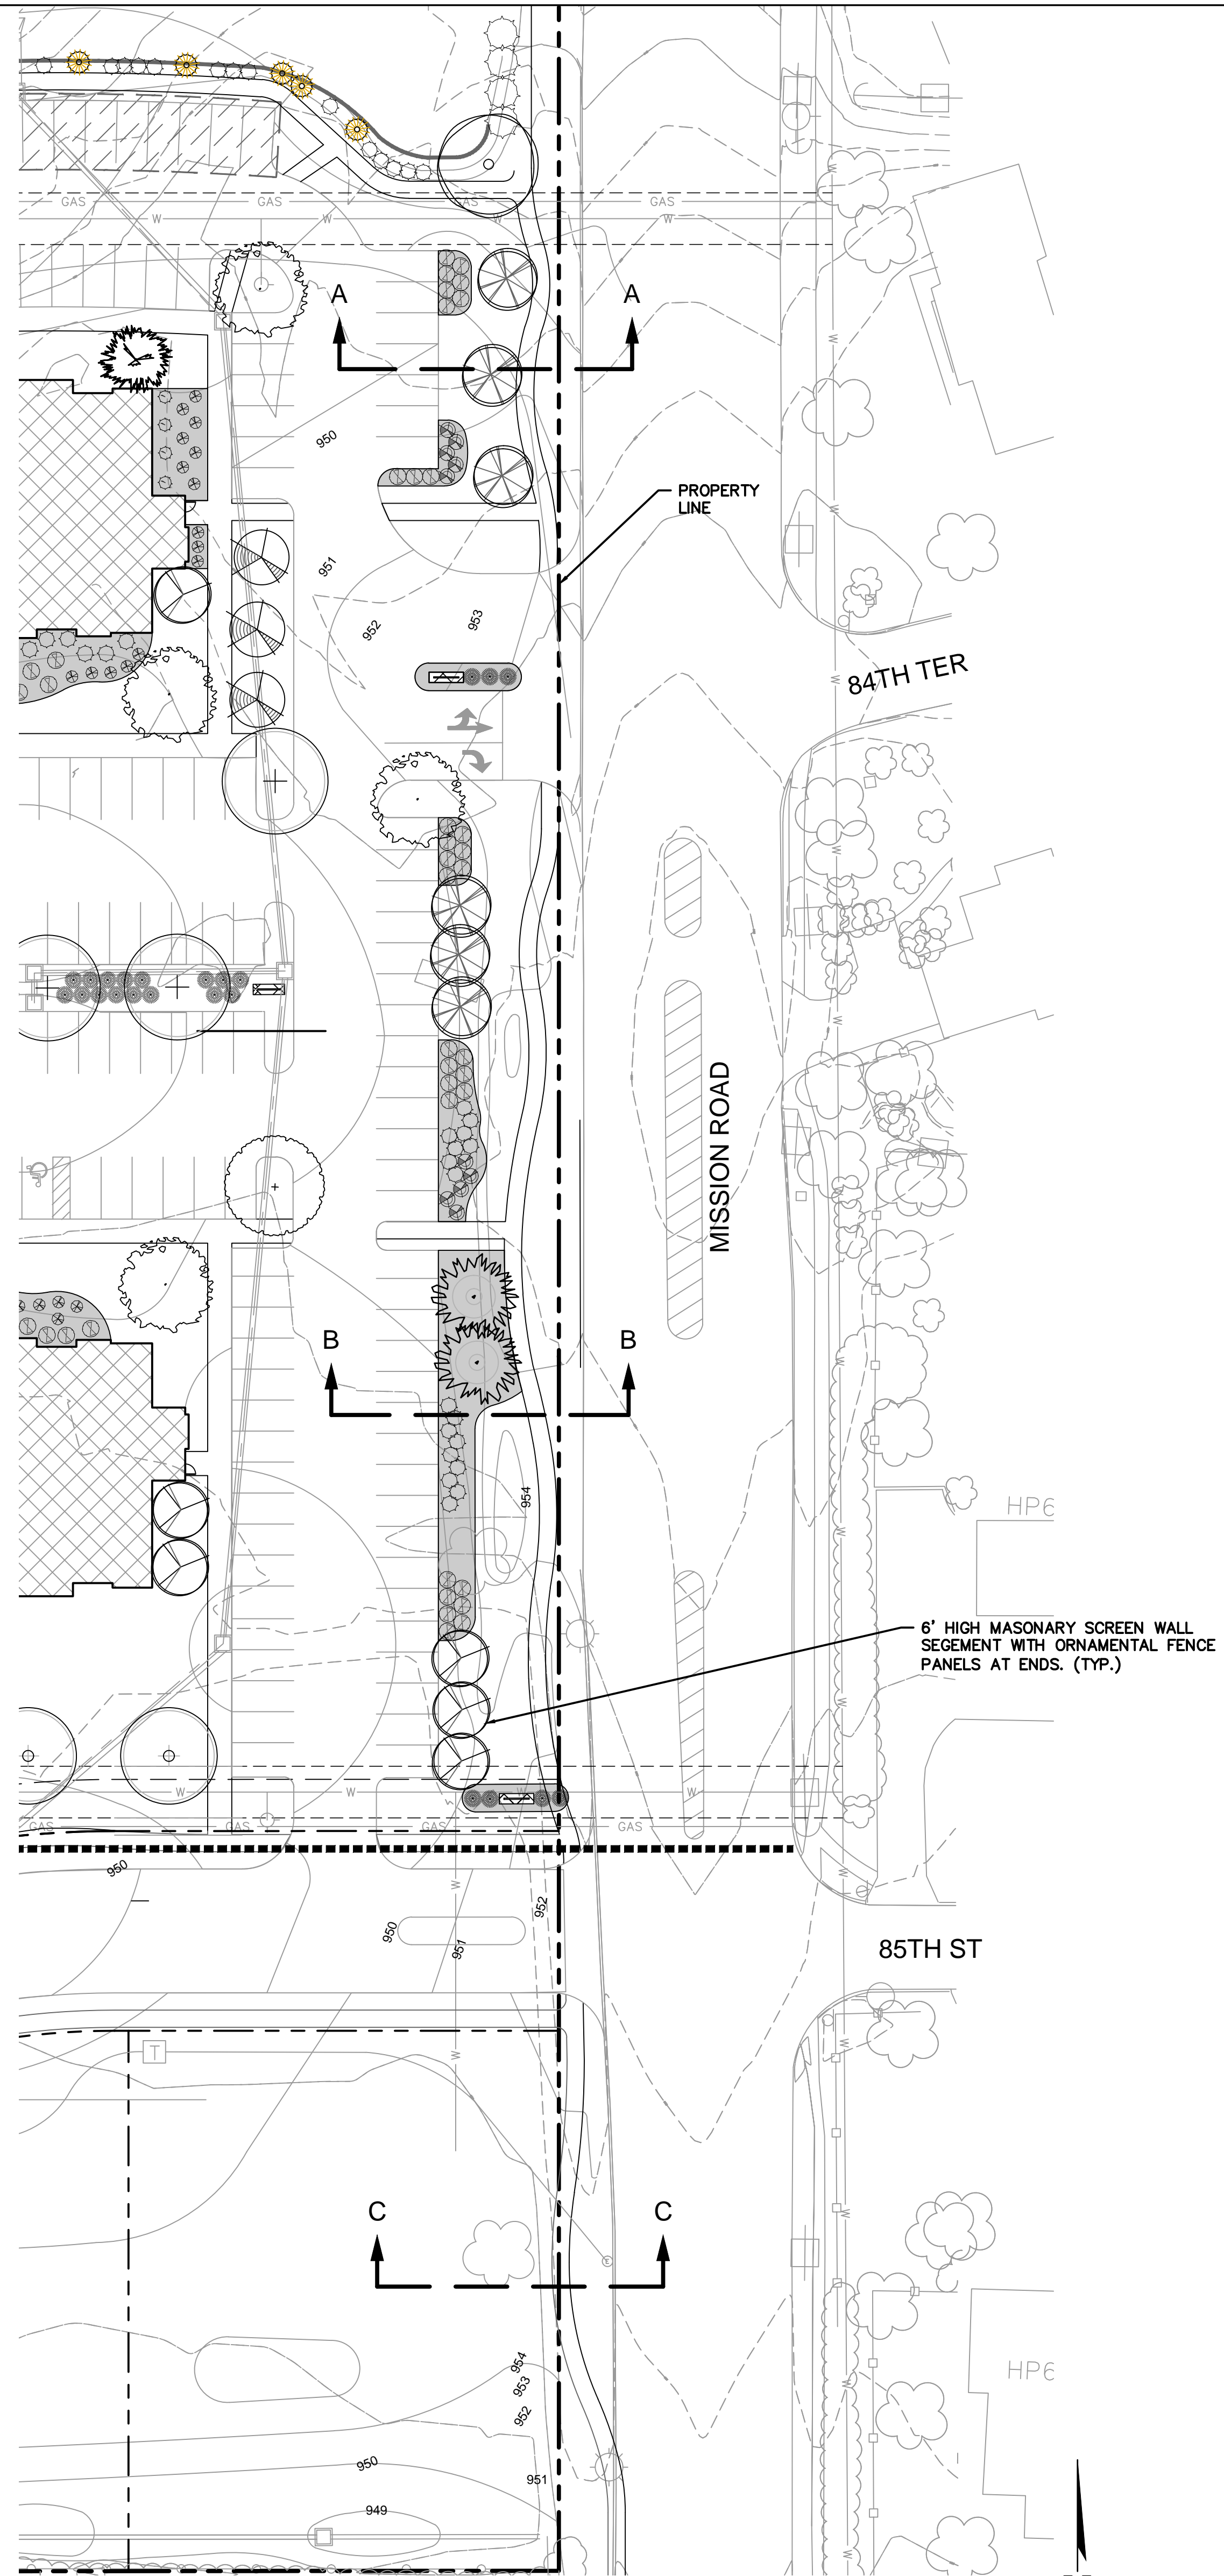 GAS
GAS
GAS
GAS
W
W
W
A
A
950
PROPERTY
LINE
951
952
953
84TH TER
W
W
W
W
MISSION ROAD
B
B
954
HP6
6' HIGH MASONARY SCREEN WALL
SEGEMENT WITH ORNAMENTAL FENCE
PANELS AT ENDS. (TYP.)
W
W
W
W
GAS
GAS
GAS
GAS
950
950
951
952
85TH ST
W
W
T
C
C
954
953
952
HP6
950
951
949